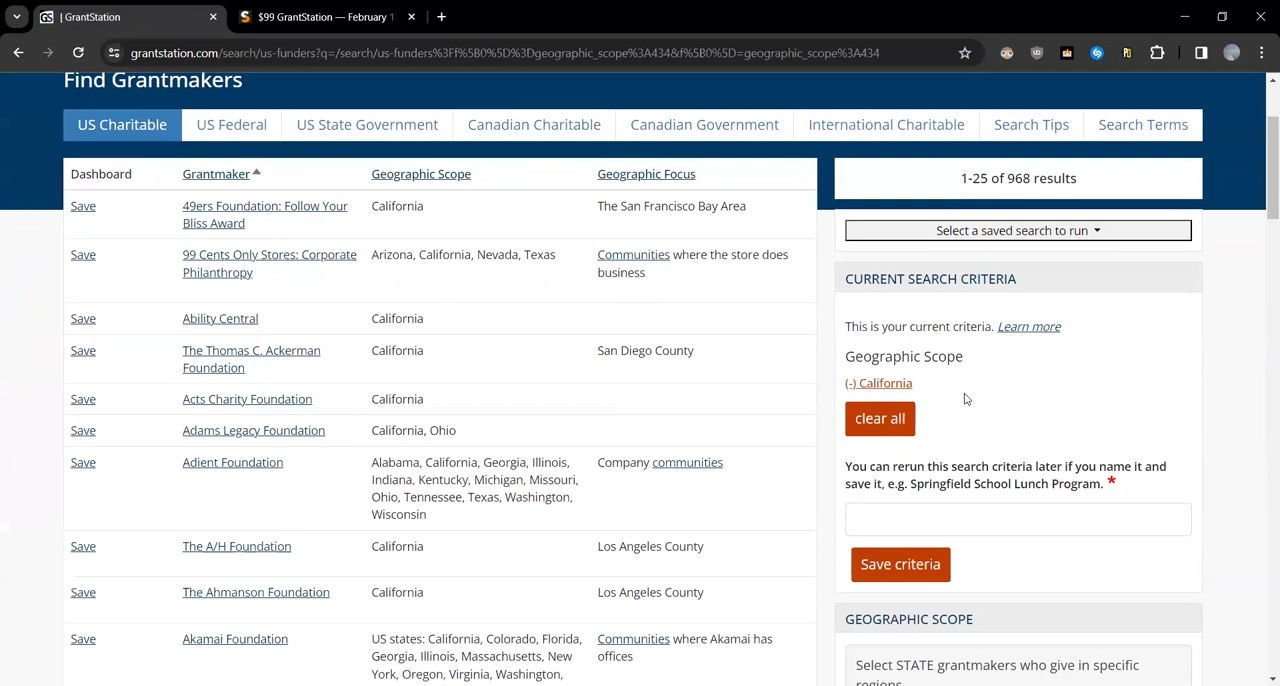 | GrantStation
$99 GrantStation — February 1
grantstation.com/search/us-funders?q=/search/us-funders%3Ff%5B0%5D%3Dgeographic_scope%3A434&f%5B0%5D=geographic_scope%3A434
Find Grantmakers
US Charitable US Federal US State Government Canadian Charitable Canadian Government International Charitable Search Tips Search Terms
Dashboard Grantmaker Geographic Scope Geographic Focus
Save 49ers Foundation: Follow Your California The San Francisco Bay Area
Bliss Award
Save 99 Cents Only Stores: Corporate Arizona, California, Nevada, Texas Communities where the store does
Philanthropy business
Save Ability Central California
Save The Thomas C. Ackerman California San Diego County
Foundation
Save Acts Charity Foundation California
Save Adams Legacy Foundation California, Ohio
Save Adient Foundation Alabama, California, Georgia, Illinois, Company communities
Indiana, Kentucky, Michigan, Missouri,
Ohio, Tennessee, Texas, Washington,
Wisconsin
Save The A/H Foundation California Los Angeles County
Save The Ahmanson Foundation California Los Angeles County
Save Akamai Foundation US states: California, Colorado, Florida, Communities where Akamai has
Georgia, Illinois, Massachusetts, New offices
York, Oregon, Virginia, Washington,
1-25 of 968 results
Select a saved search to run
CURRENT SEARCH CRITERIA
This is your current criteria. Learn more
Geographic Scope
(-) California
clear all
You can rerun this search criteria later if you name it and
save it, e.g. Springfield School Lunch Program. *
Save criteria
GEOGRAPHIC SCOPE
Select STATE grantmakers who give in specific
regions